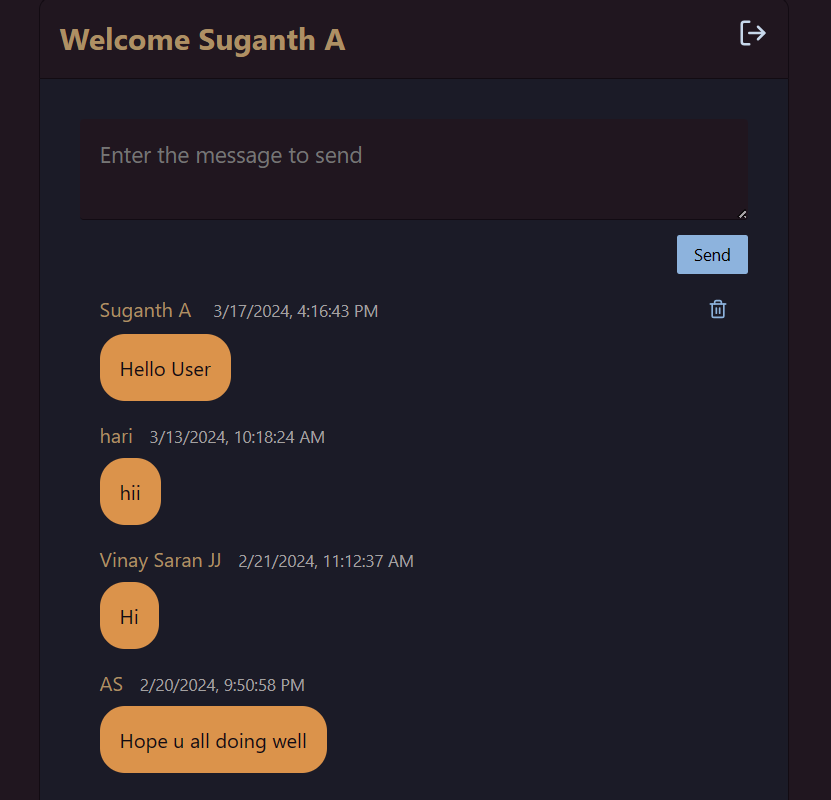 Welcome Suganth A
Enter the message to send
Send
Suganth A 3/17/2024, 4:16:43 PM
Hello User
hari 3/13/2024, 10:18:24 AM
hii
Vinay Saran JJ 2/21/2024, 11:12:37 AM
Hi
AS 2/20/2024, 9:50:58 PM
Hope u all doing well